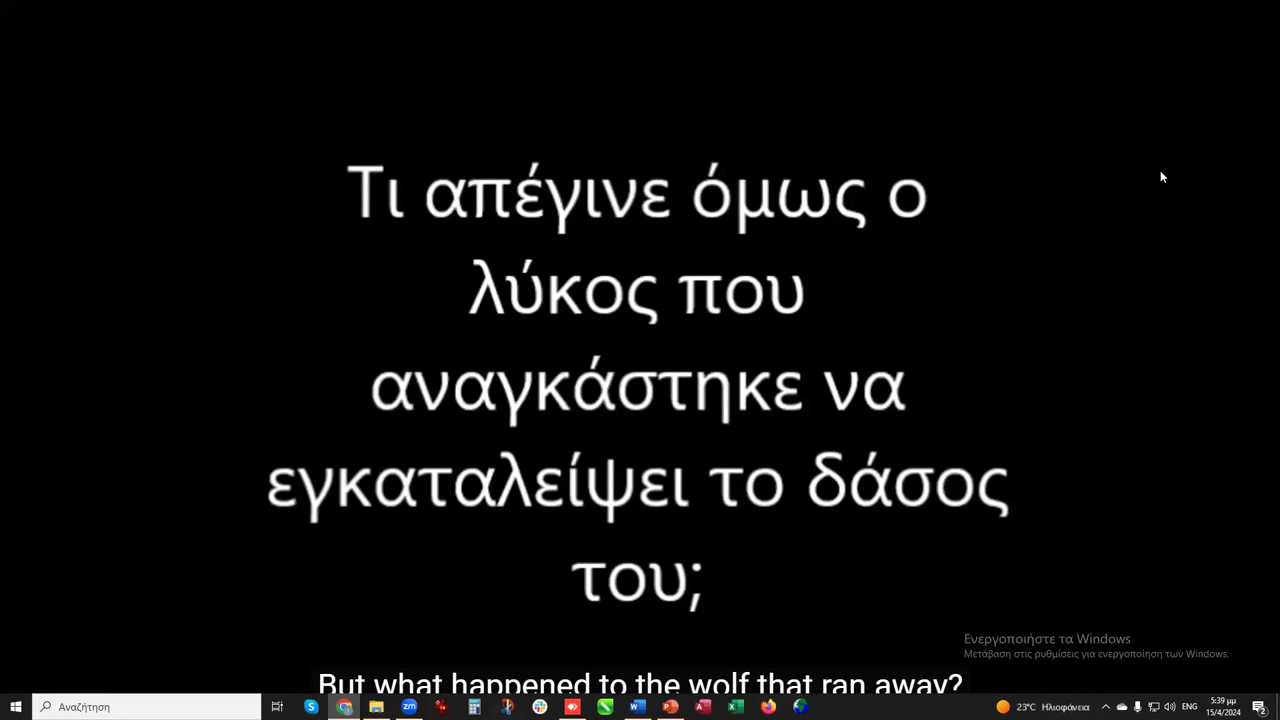 Τι απέγινε όμως ο
λύκος που
αναγκάστηκε να
εγκαταλείψει το δάσος
του;
Ενεργοποιήστε τα Windows
Μετάβαση στις ρυθμίσεις για ενεργοποίηση των Windows.
But what happened to the wolf that ran away?
Αναζήτηση
23°C Ηλιοφάνεια
ENG
5:39 μμ
15/4/2024
2